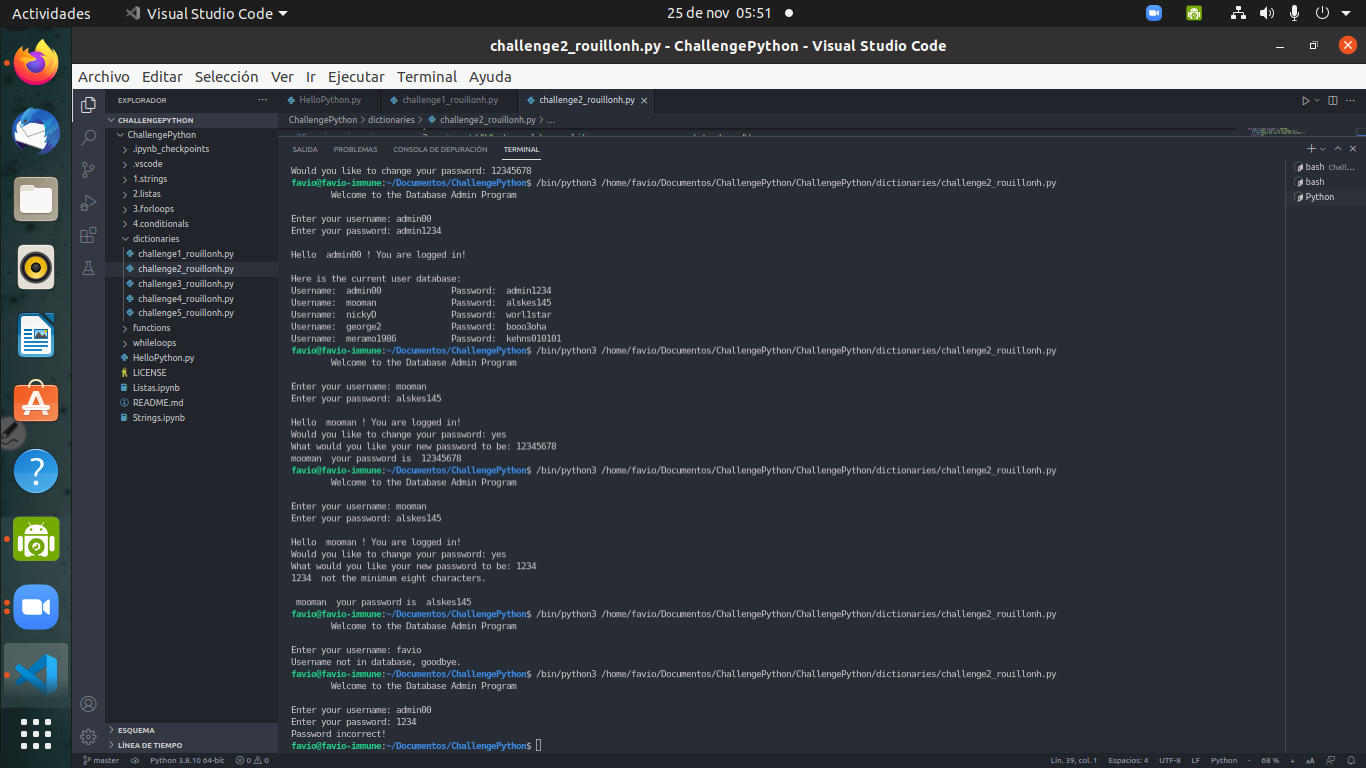 Actividades Visual Studio Code 25 de nov 05:51
challenge2_rouillonh.py - ChallengePython - Visual Studio Code
Archivo Editar Selección Ver Ir Ejecutar Terminal Ayuda
EXPLORADOR
HelloPython.py challenge1_rouillonh.py challenge2_rouillonh.py
CHALLENGEPYTHON
ChallengePython > dictionaries > challenge2_rouillonh.py > ...
ChallengePython
.ipynb_checkpoints
.vscode
1.strings
2.listas
3.forloops
4.conditionals
dictionaries
challenge1_rouillonh.py
challenge2_rouillonh.py
challenge3_rouillonh.py
challenge4_rouillonh.py
challenge5_rouillonh.py
functions
whileloops
HelloPython.py
LICENSE
Listas.ipynb
README.md
Strings.ipynb
ESQUEMA
LÍNEA DE TIEMPO
SALIDA PROBLEMAS CONSOLA DE DEPURACIÓN TERMINAL
Would you like to change your password: 12345678
favio@favio-immune:~/Documentos/ChallengePython$ /bin/python3 /home/favio/Documentos/ChallengePython/ChallengePython/dictionaries/challenge2_rouillonh.py
Welcome to the Database Admin Program
Enter your username: admin00
Enter your password: admin1234
Hello  admin00 ! You are logged in!
Here is the current user database:
Username:  admin00 Password:  admin1234
Username:  mooman Password:  alskes145
Username:  nickyD Password:  worl1star
Username:  george2 Password:  booo3oha
Username:  meramo1986 Password:  kehns010101
favio@favio-immune:~/Documentos/ChallengePython$ /bin/python3 /home/favio/Documentos/ChallengePython/ChallengePython/dictionaries/challenge2_rouillonh.py
Welcome to the Database Admin Program
Enter your username: mooman
Enter your password: alskes145
Hello  mooman ! You are logged in!
Would you like to change your password: yes
What would you like your new password to be: 12345678
mooman  your password is  12345678
favio@favio-immune:~/Documentos/ChallengePython$ /bin/python3 /home/favio/Documentos/ChallengePython/ChallengePython/dictionaries/challenge2_rouillonh.py
Welcome to the Database Admin Program
Enter your username: mooman
Enter your password: alskes145
Hello  mooman ! You are logged in!
Would you like to change your password: yes
What would you like your new password to be: 1234
1234  not the minimum eight characters.
mooman  your password is  alskes145
favio@favio-immune:~/Documentos/ChallengePython$ /bin/python3 /home/favio/Documentos/ChallengePython/ChallengePython/dictionaries/challenge2_rouillonh.py
Welcome to the Database Admin Program
Enter your username: favio
Username not in database, goodbye.
favio@favio-immune:~/Documentos/ChallengePython$ /bin/python3 /home/favio/Documentos/ChallengePython/ChallengePython/dictionaries/challenge2_rouillonh.py
Welcome to the Database Admin Program
Enter your username: admin00
Enter your password: 1234
Password incorrect!
favio@favio-immune:~/Documentos/ChallengePython$
bash Chall...
bash
Python
master Python 3.8.10 64-bit 0 0 Lín. 39, col. 1 Espacios: 4 UTF-8 LF Python - 68 % +